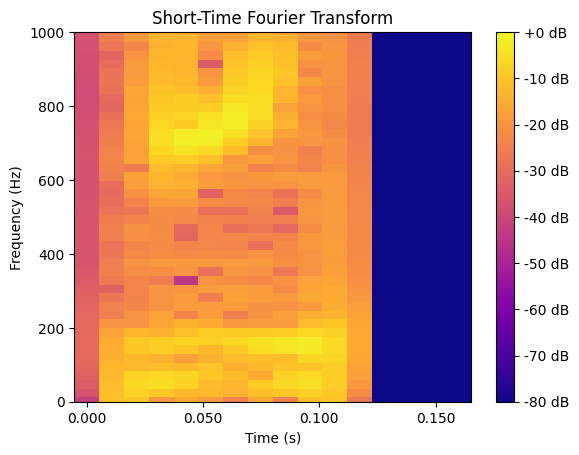 Short-Time Fourier Transform
1000
800
600
400
200
0
Frequency (Hz)
0.000
0.050
0.100
0.150
Time (s)
+0 dB
-10 dB
-20 dB
-30 dB
-40 dB
-50 dB
-60 dB
-70 dB
-80 dB